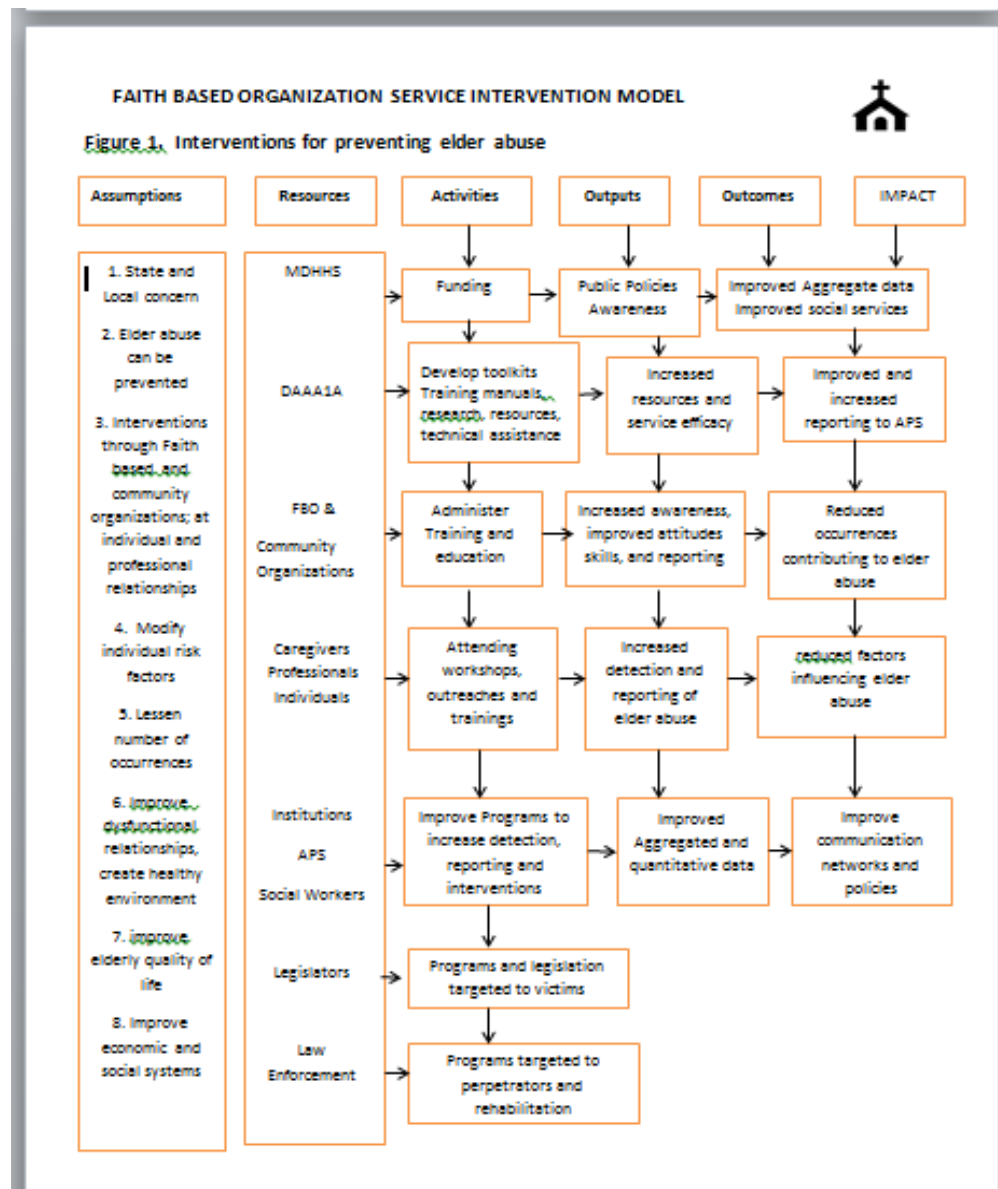 FAITH BASED ORGANIZATION SERVICE INTERVENTION MODEL
Figure 1. Interventions for preventing elder abuse
Assumptions
Resources
Activities
Outputs
Outcomes
IMPACT
1. State and
Local concern
2. Elder abuse
can be
prevented
3. Interventions
through Faith
based and
community
organizations; at
individual and
professional
relationships
4. Modify
individual risk
factors
5. Lessen
number of
occurrences
6. Improve
dysfunctional
relationships,
create healthy
environment
7. improve
elderly quality of
life
8. Improve
economic and
social systems
MDHHS
DAAA1A
FBO &
Community
Organizations
Caregivers
Professionals
Individuals
Institutions
APS
Social Workers
Legislators
Law
Enforcement
Funding
Public Policies
Awareness
Improved Aggregate data
Improved social services
Develop toolkits
Training manuals,
research, resources,
technical assistance
Increased
resources and
service efficacy
Improved and
increased
reporting to APS
Administer
Training and
education
Increased awareness,
improved attitudes
skills, and reporting
Reduced
occurrences
contributing to elder
abuse
Attending
workshops,
outreaches and
trainings
Increased
detection and
reporting of
elder abuse
reduced factors
influencing elder
abuse
Improve Programs to
increase detection,
reporting and
interventions
Improved
Aggregated and
quantitative data
Improve
communication
networks and
policies
Programs and legislation
targeted to victims
Programs targeted to
perpetrators and
rehabilitation